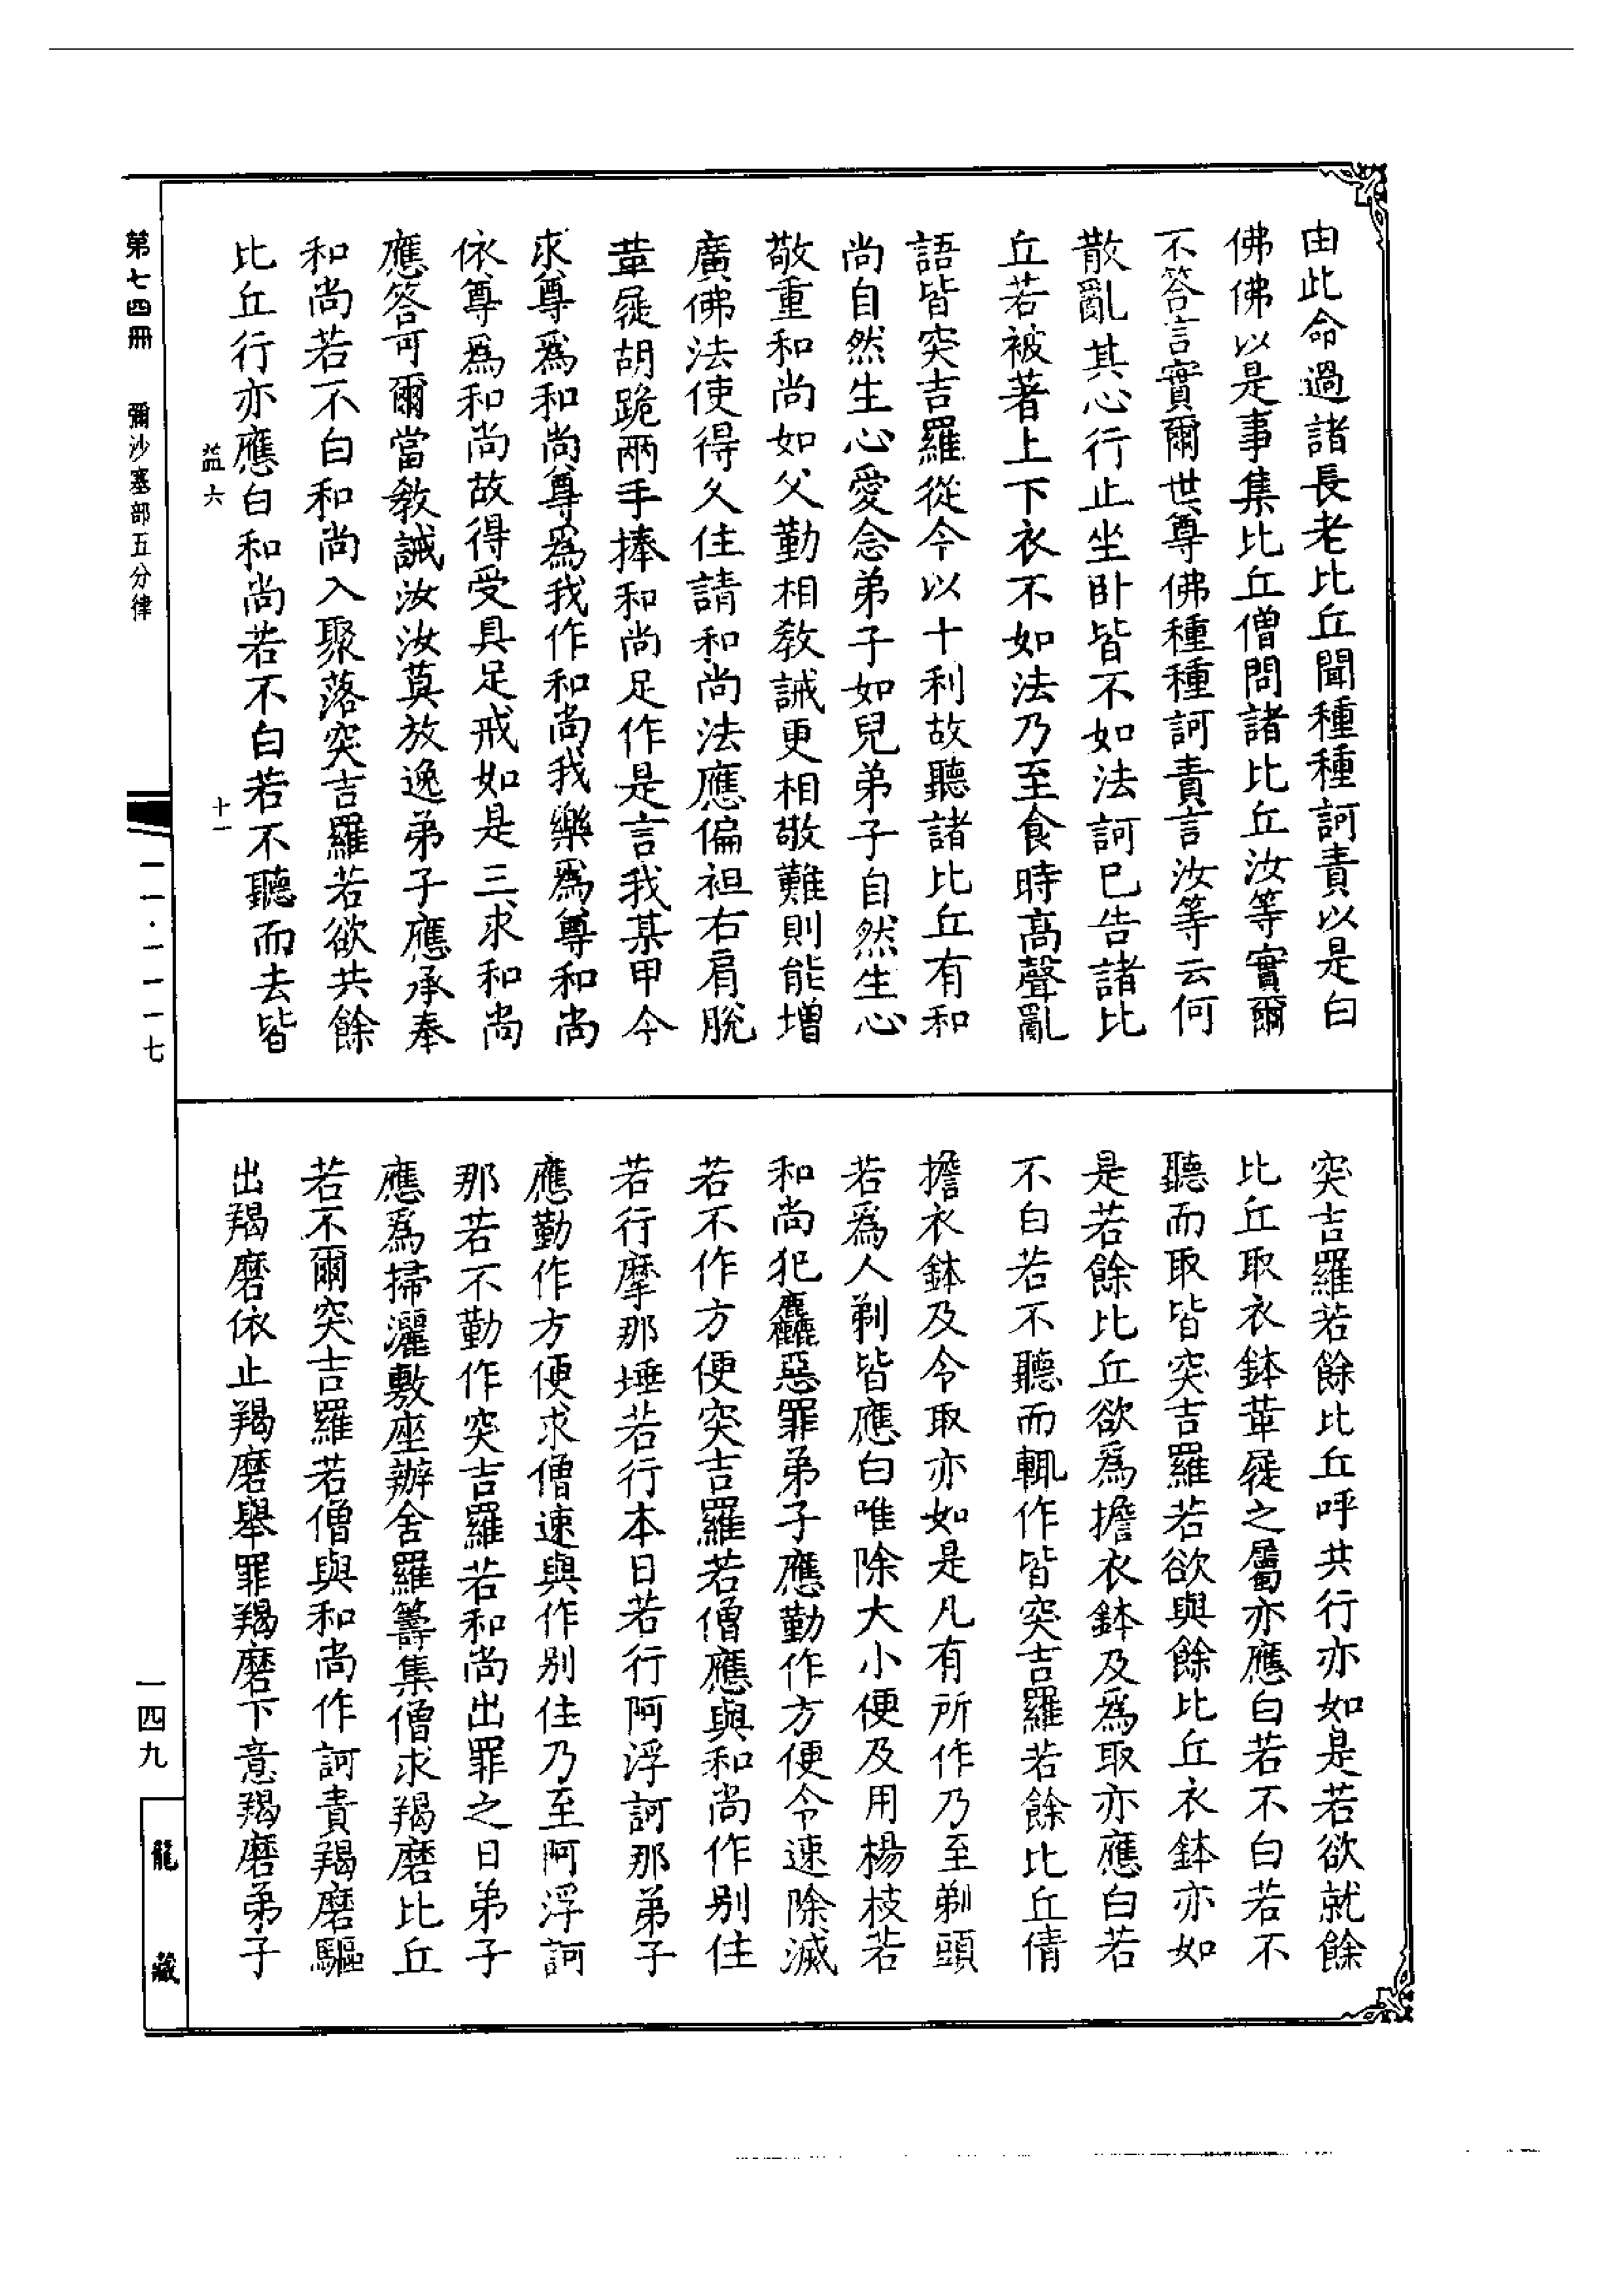 由此命過諸長老比丘聞種種訶責以是白
佛佛以是事集比丘僧問諸比丘汝等實爾
不答言實爾世尊佛種種訶責言汝等云何
散亂其心行止坐卧皆不如法訶已告諸比
丘若被著上下衣不如法乃至食時高聲亂
語皆突吉羅從今以十利故聽諸比丘有和
尚自然生心愛念弟子如兒弟子自然生心
敬重和尚如父勤相敎誡更相敬難則能增
廣佛法使得久住請和尚法應偏袒右肩脫
革屣胡跪兩手捧和尚足作是言我某甲今
求尊爲和尚尊爲我作和尚我樂爲尊和尚
依尊爲和尚故得受具足戒如是三求和尚
應答可爾當敎誡汝汝莫放逸弟子應承奉
和尚若不白和尚入聚落突吉羅若欲共餘
比丘行亦應白和尚若不白若不聽而去皆
益六 十一
突吉羅若餘比丘呼共行亦如是若欲就餘
比丘取衣鉢革屣之屬亦應白若不白若不
聽而取皆突吉羅若欲與餘比丘衣鉢亦如
是若餘比丘欲爲擔衣鉢及爲取亦應白若
不白若不聽而輒作皆突吉羅若餘比丘倩
擔衣鉢及令取亦如是凡有所作乃至剃頭
若爲人剃皆應白唯除大小便及用楊枝若
和尚犯麤惡罪弟子應勤作方便令速除滅
若不作方便突吉羅若僧應與和尚作別住
若行摩那埵若行本日若行阿浮訶那弟子
應勤作方便求僧速與作別住乃至阿浮訶
那若不勤作突吉羅若和尚出罪之日弟子
應爲掃灑敷座辦舍羅籌集僧求羯磨比丘
若不爾突吉羅若僧與和尚作訶責羯磨驅
出羯磨依止羯磨舉罪羯磨下意羯磨弟子
第七四冊 彌沙塞部五分律
一一·一一一七
一四九
龍藏